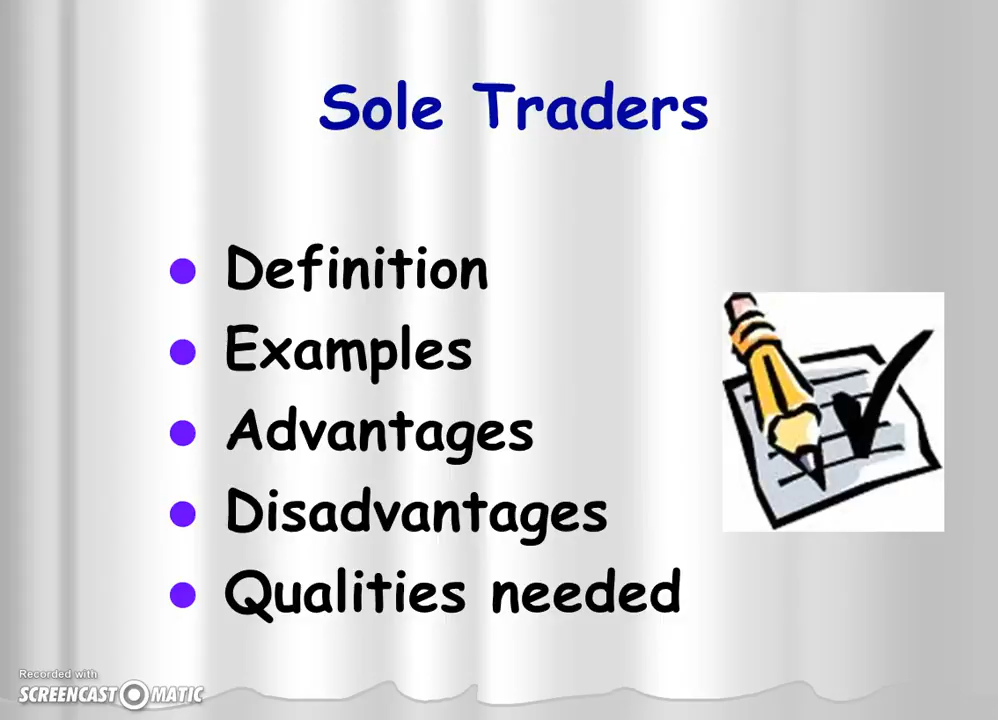 Sole Traders
Definition
Examples
Advantages
Disadvantages
Qualities needed
Recorded with
SCREENCAST MATIC